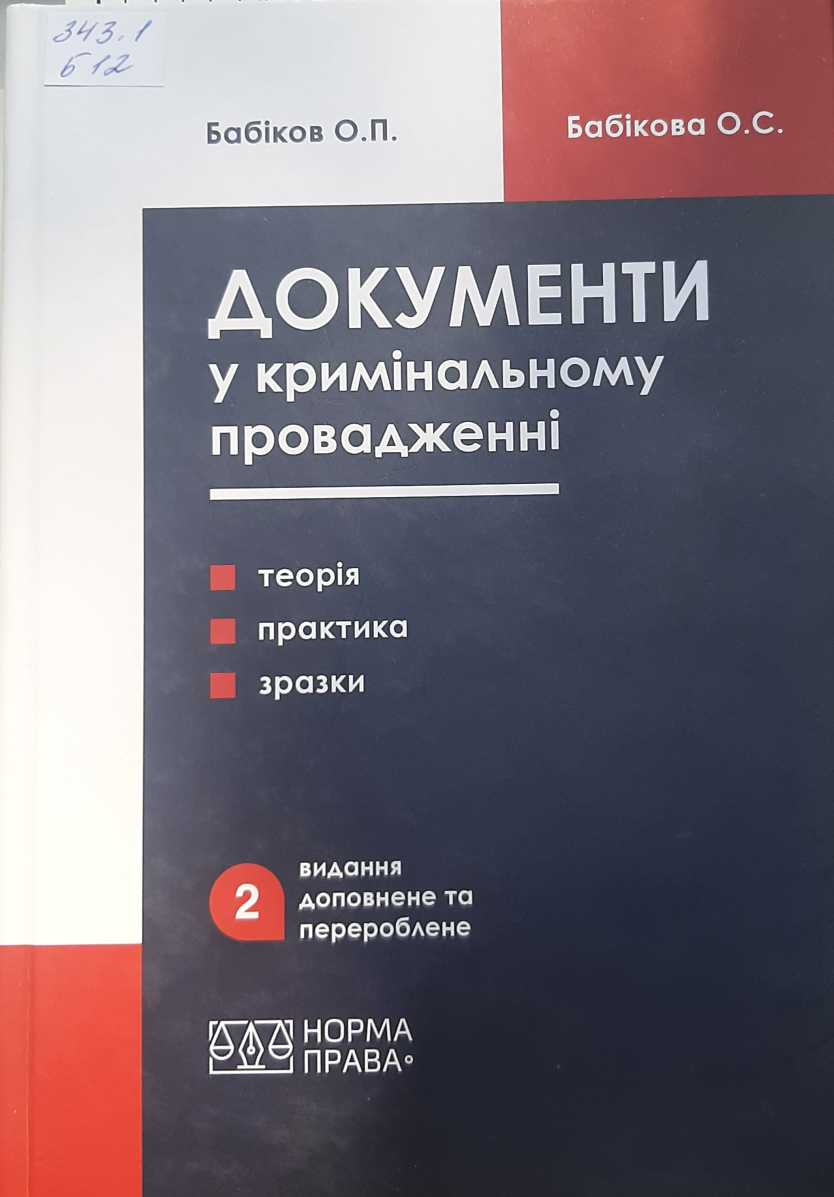 343.1
Б12
Бабіков О.П.
Бабікова О.С.
ДОКУМЕНТИ
у кримінальному
провадженні
теорія
практика
зразки
2
видання
доповнене та
перероблене
НОРМА
ПРАВА